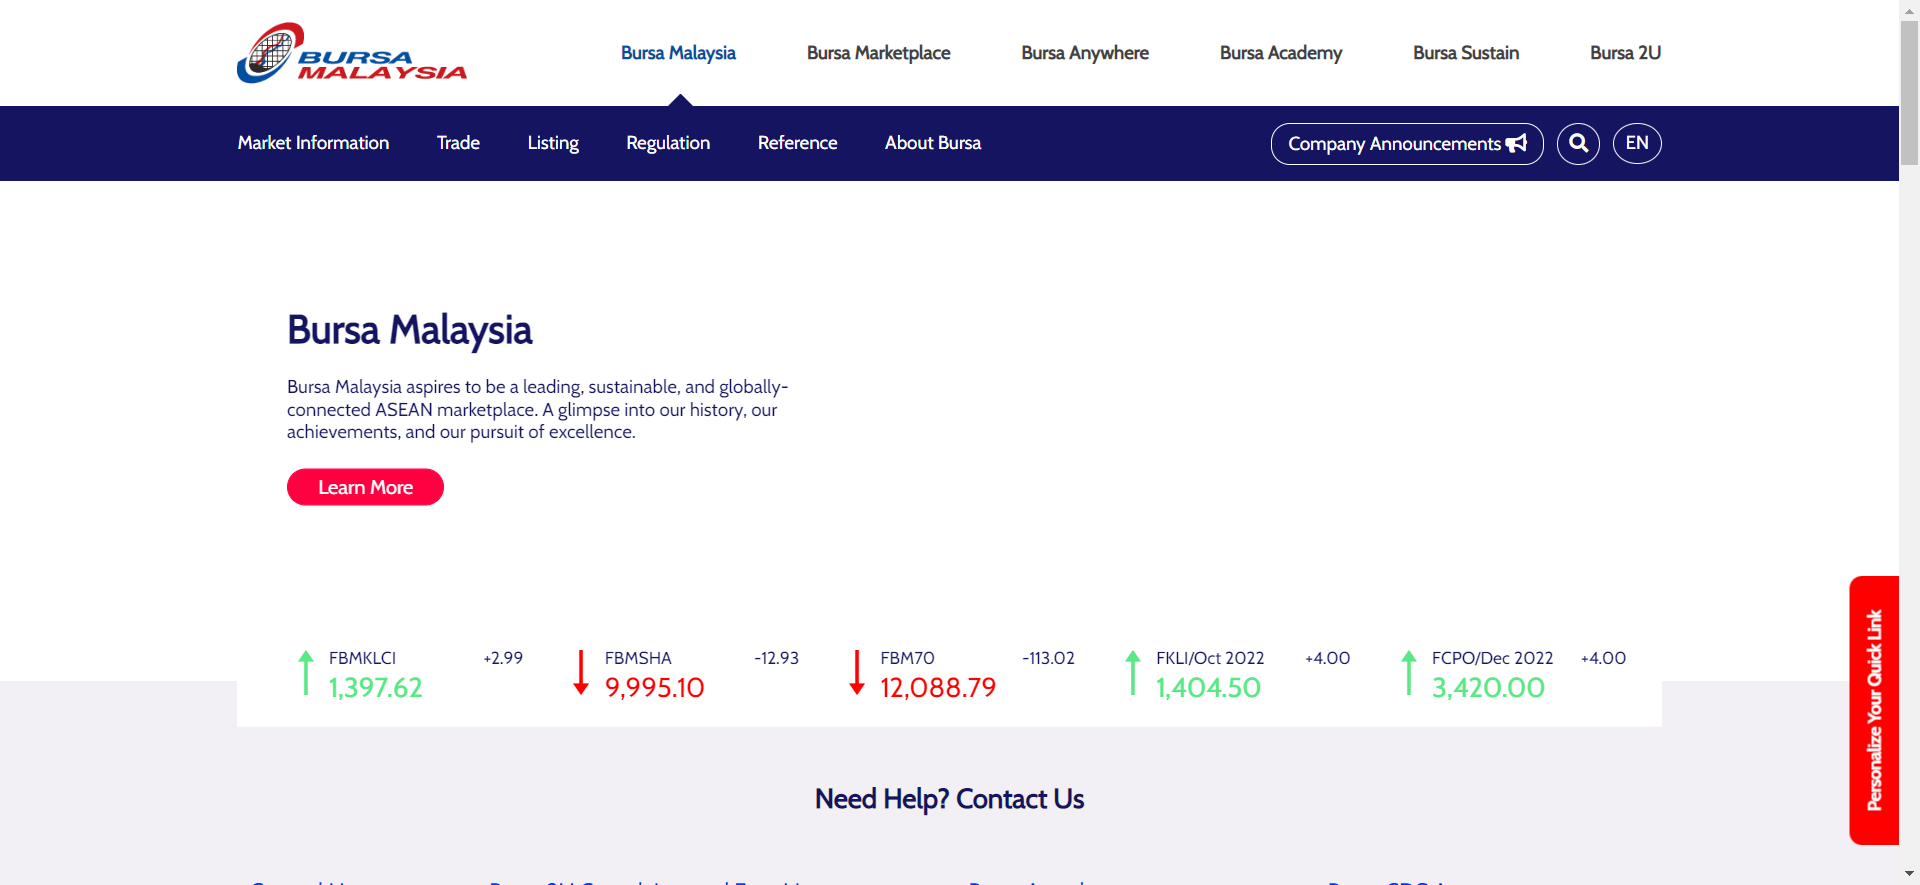 BURSA
MALAYSIA
Bursa Malaysia
Bursa Marketplace
Bursa Anywhere
Bursa Academy
Bursa Sustain
Bursa 2U
Market Information
Trade
Listing
Regulation
Reference
About Bursa
Company Announcements
EN
Bursa Malaysia
Bursa Malaysia aspires to be a leading, sustainable, and globally-
connected ASEAN marketplace. A glimpse into our history, our
achievements, and our pursuit of excellence.
Learn More
FBMKLCI +2.99
1,397.62
FBMSHA -12.93
9,995.10
FBM70 -113.02
12,088.79
FKLI/Oct 2022 +4.00
1,404.50
FCPO/Dec 2022 +4.00
3,420.00
Personalize Your Quick Link
Need Help? Contact Us